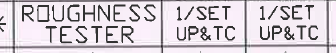 * ROUGHNESS TESTER
1/SET UP&TC
1/SET UP&TC